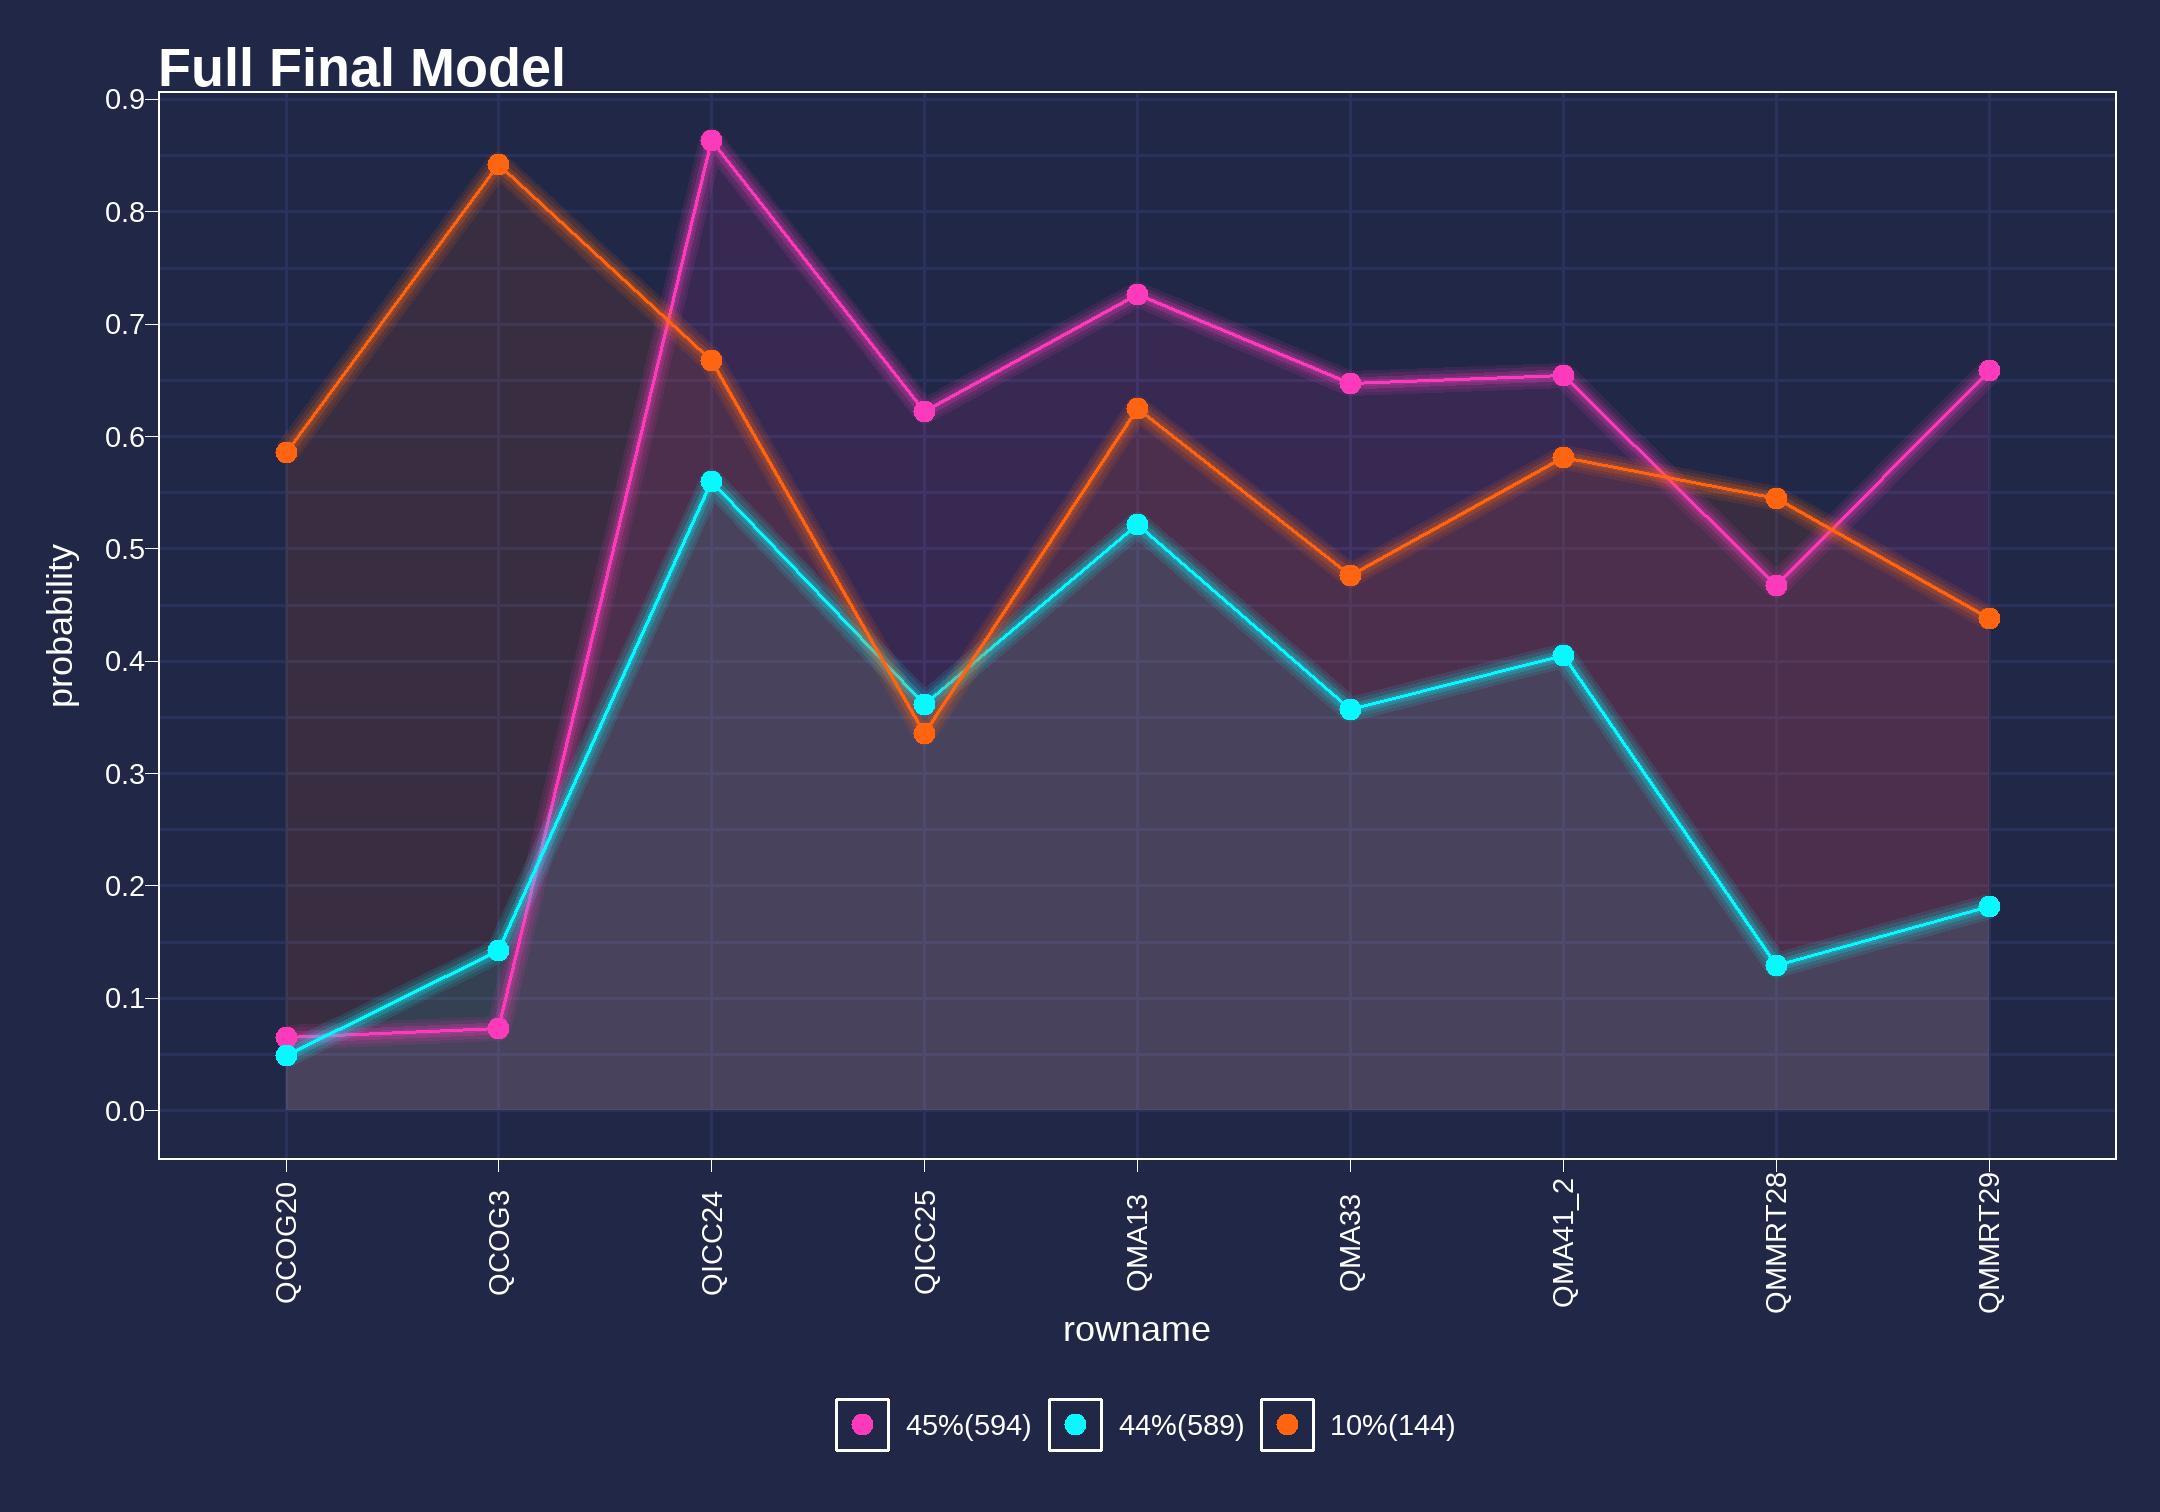 Full Final Model
0.9
0.8
0.7
0.6
0.5
0.4
0.3
0.2
0.1
0.0
probability
QCOG20
QCOG3
QICC24
QICC25
QMA13
QMA33
QMA41_2
QMMRT28
QMMRT29
rowname
45%(594) 44%(589) 10%(144)